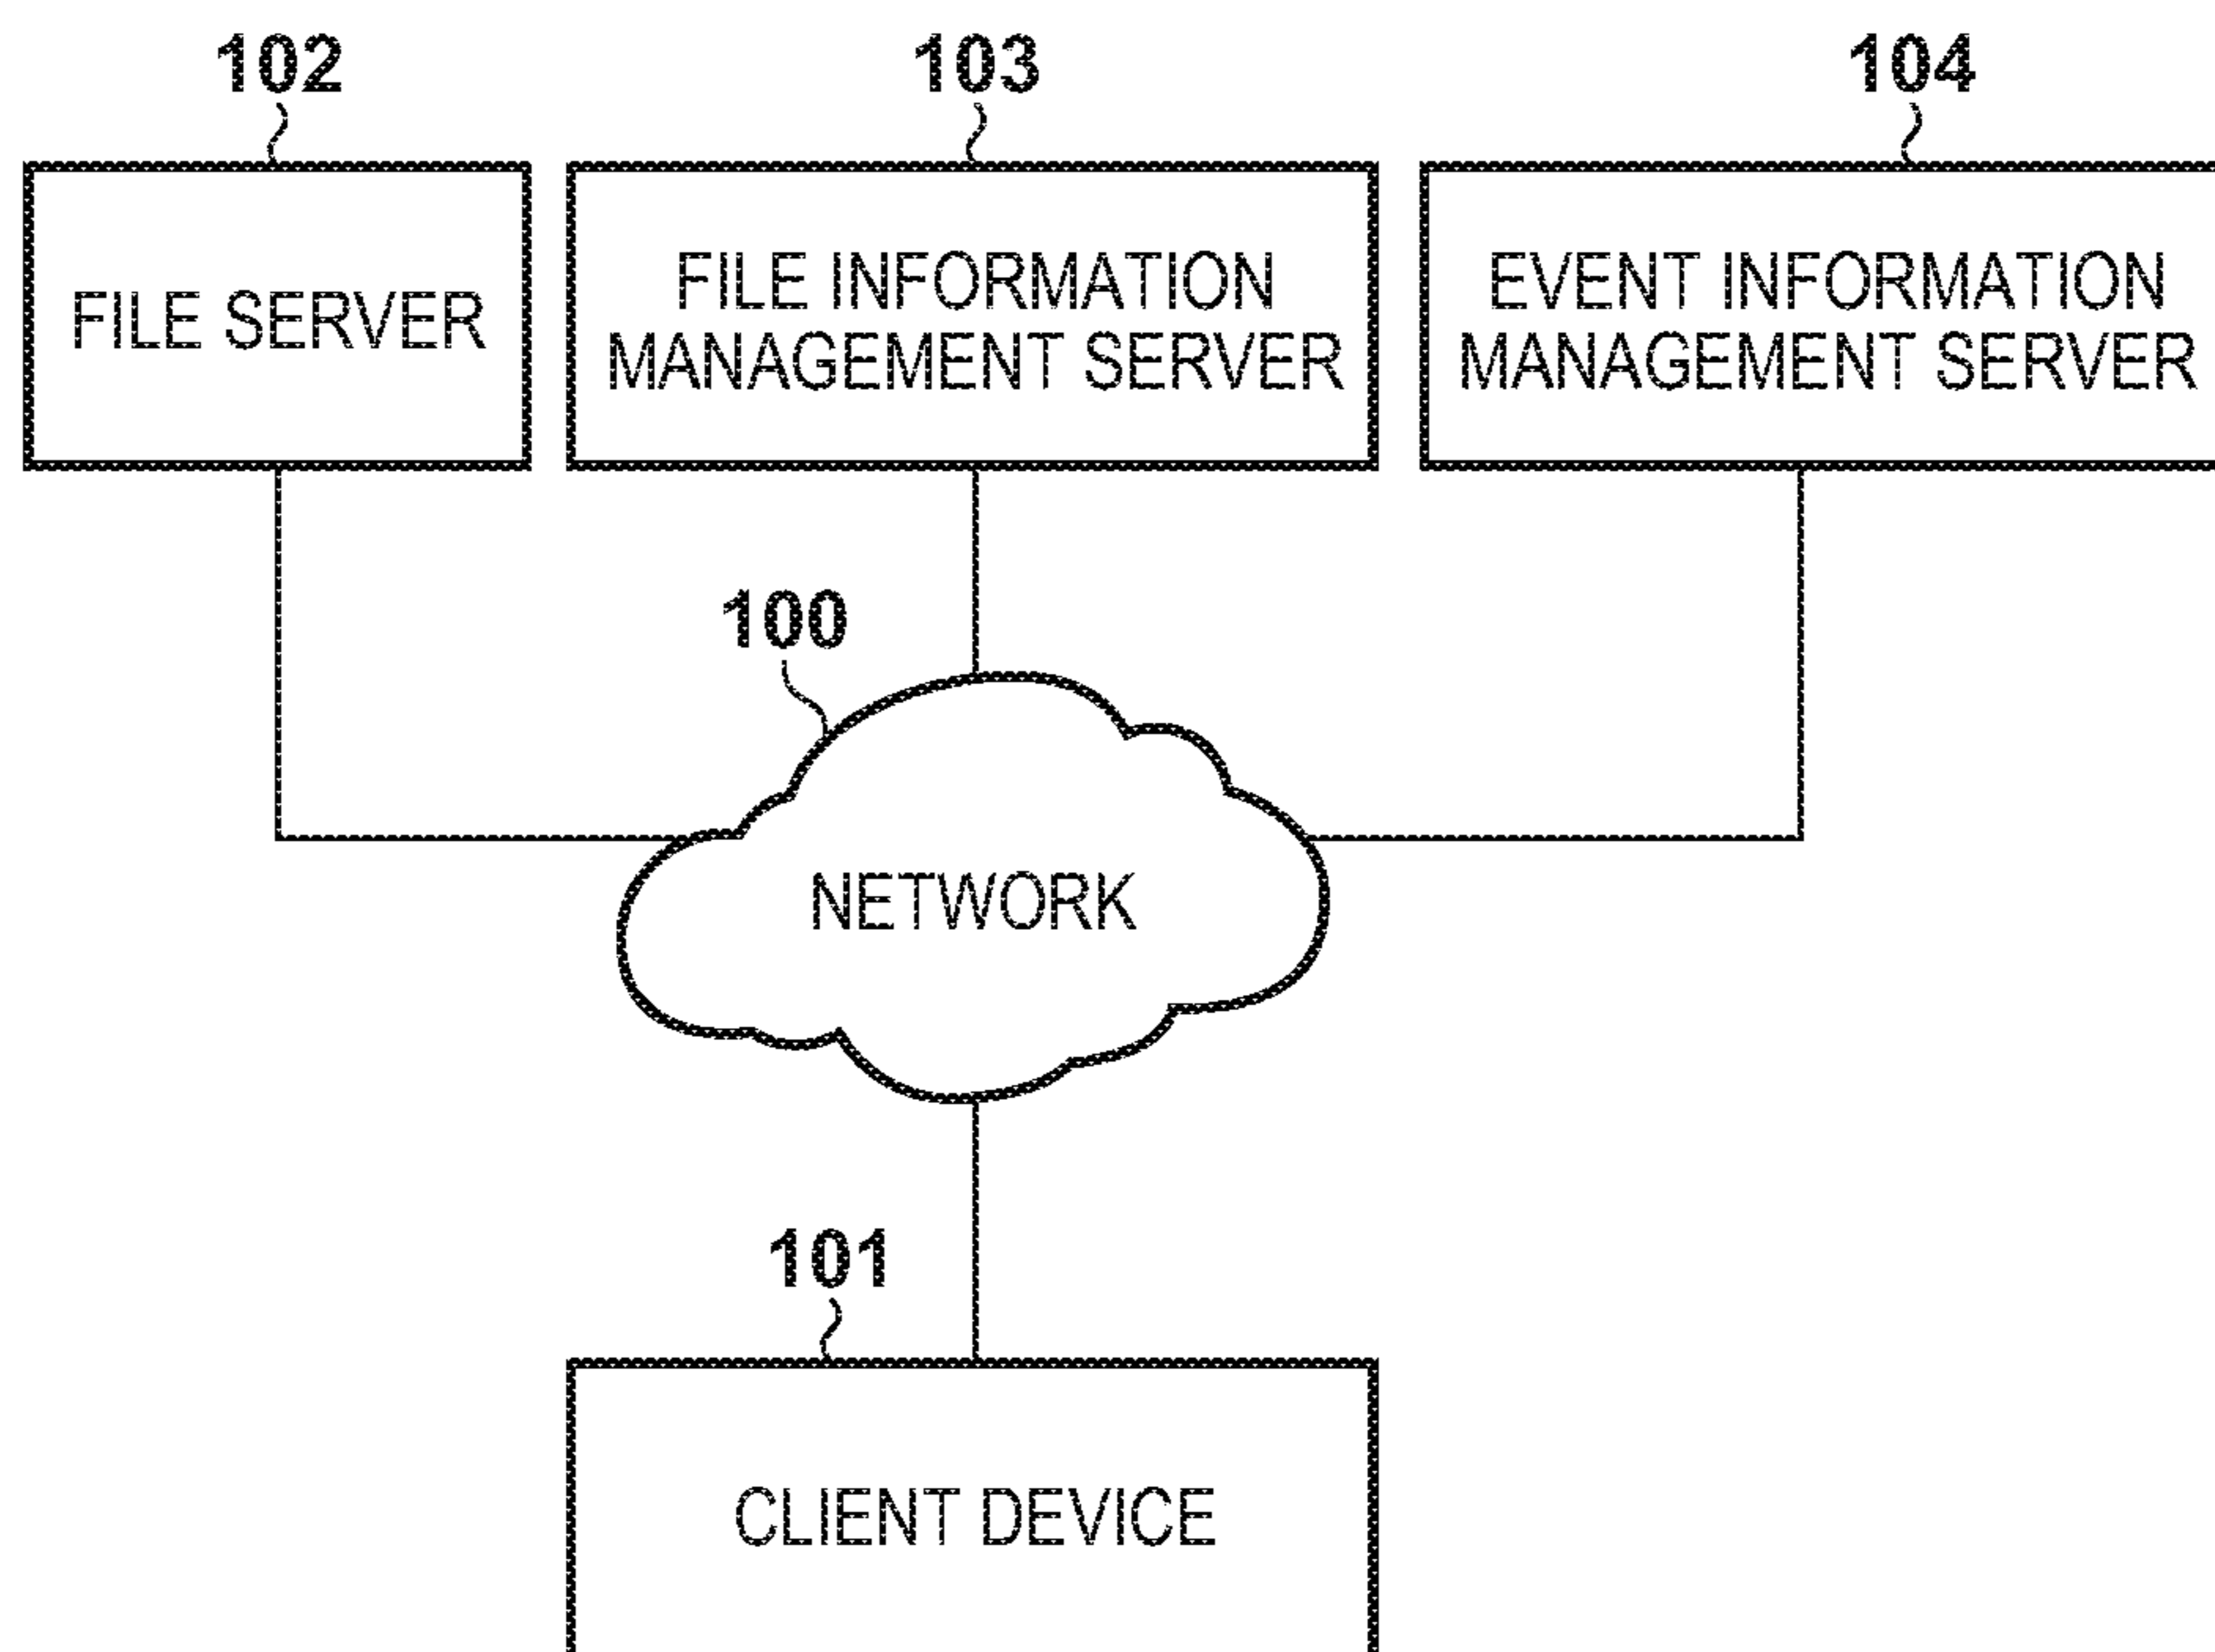 102
103
104
FILE SERVER
FILE INFORMATION
MANAGEMENT SERVER
EVENT INFORMATION
MANAGEMENT SERVER
100
NETWORK
101
CLIENT DEVICE